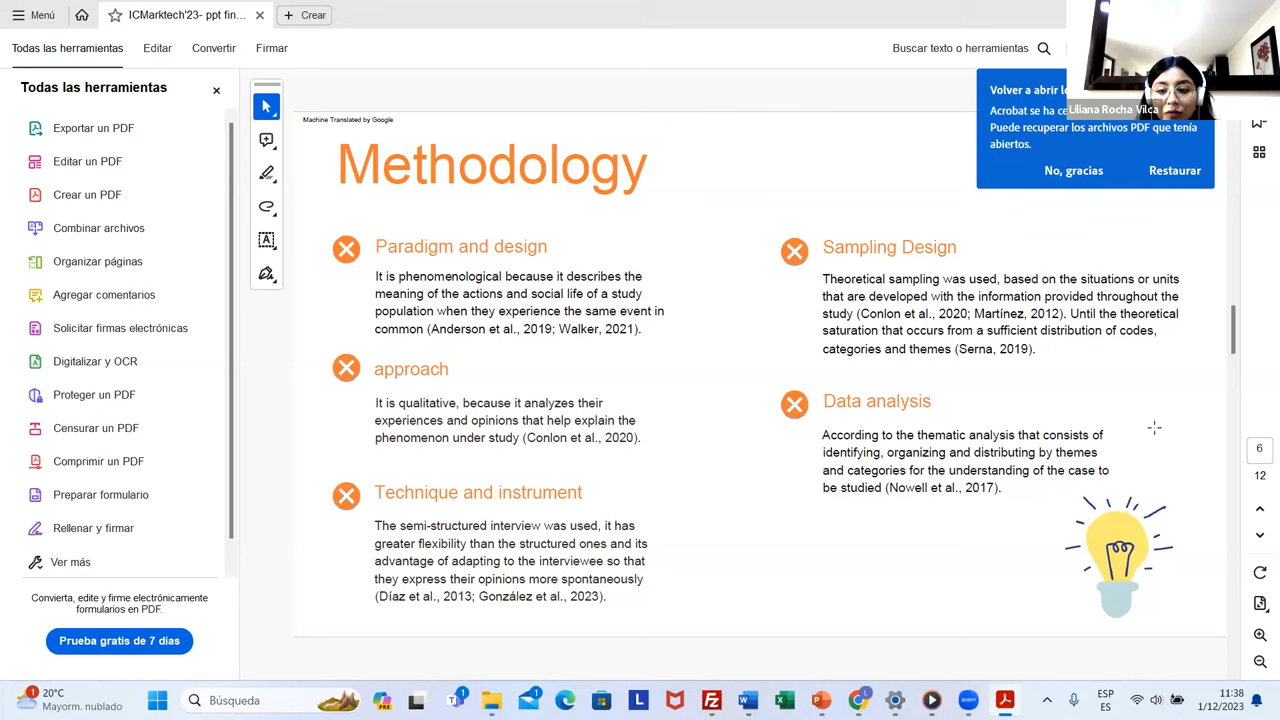 Menú
ICMarktech'23- ppt fin...
Crear
Todas las herramientas
Editar
Convertir
Firmar
Buscar texto o herramientas
Todas las herramientas
Exportar un PDF
Editar un PDF
Crear un PDF
Combinar archivos
Organizar páginas
Agregar comentarios
Solicitar firmas electrónicas
Digitalizar y OCR
Proteger un PDF
Censurar un PDF
Comprimir un PDF
Preparar formulario
Rellenar y firmar
Ver más
Convierta, edite y firme electrónicamente
formularios en PDF.
Prueba gratis de 7 días
Machine Translated by Google
Methodology
Paradigm and design
It is phenomenological because it describes the
meaning of the actions and social life of a study
population when they experience the same event in
common (Anderson et al., 2019; Walker, 2021).
approach
It is qualitative, because it analyzes their
experiences and opinions that help explain the
phenomenon under study (Conlon et al., 2020).
Technique and instrument
The semi-structured interview was used, it has
greater flexibility than the structured ones and its
advantage of adapting to the interviewee so that
they express their opinions more spontaneously
(Díaz et al., 2013; González et al., 2023).
Sampling Design
Theoretical sampling was used, based on the situations or units
that are developed with the information provided throughout the
study (Conlon et al., 2020; Martínez, 2012). Until the theoretical
saturation that occurs from a sufficient distribution of codes,
categories and themes (Serna, 2019).
Data analysis
According to the thematic analysis that consists of
identifying, organizing and distributing by themes
and categories for the understanding of the case to
be studied (Nowell et al., 2017).
Volver a abrir
Acrobat se ha
Puede recuperar los archivos PDF que tenía
abiertos.
No, gracias
Restaurar
Liliana Rocha Vilca
6
12
1
20°C
Mayorm. nublado
Búsqueda
PRE
1
1
L
ESP
ES
11:38
1/12/2023